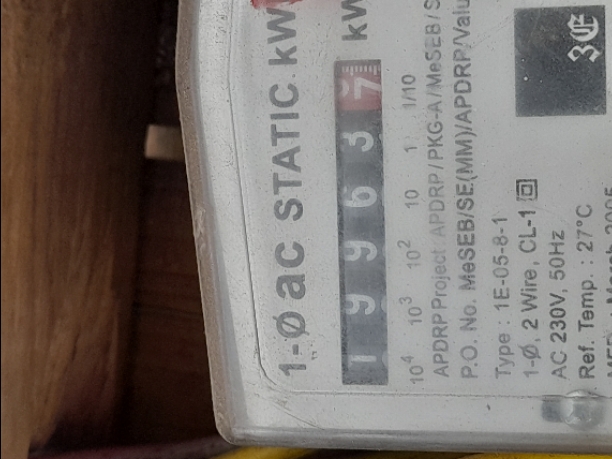 1-Ø ac STATIC kW
kW
1 9 9 6 3 7
10⁴ 10³ 10² 10 1 1/10
APDRP Project APDRP/PKG-A/MeSEB/S
P.O. No. MeSEB/SE(MM)/APDRP/Valu
Type : 1E-05-8-1
1-Ø, 2 Wire, CL-1
AC 230V, 50Hz
Ref. Temp. : 27°C